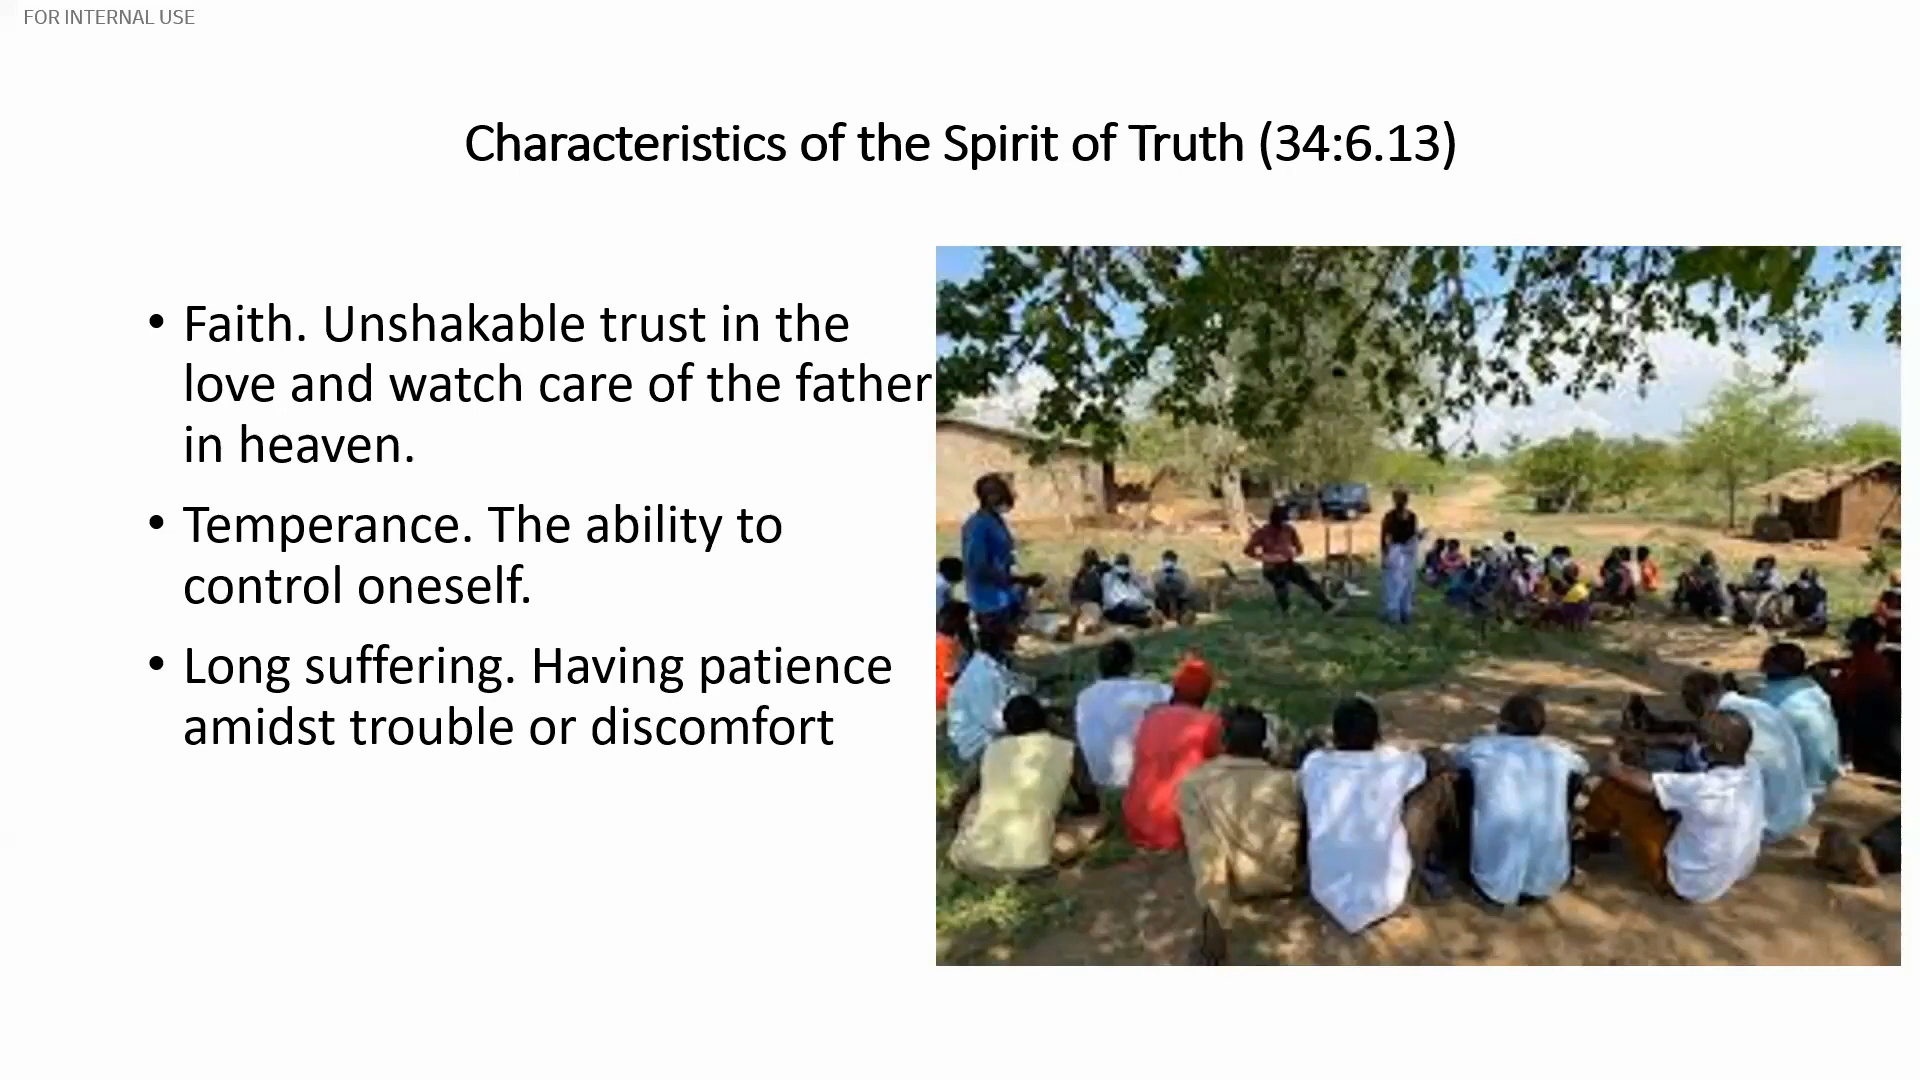 FOR INTERNAL USE
Characteristics of the Spirit of Truth (34:6.13)
• Faith. Unshakable trust in the
love and watch care of the father
in heaven.
• Temperance. The ability to
control oneself.
• Long suffering. Having patience
amidst trouble or discomfort